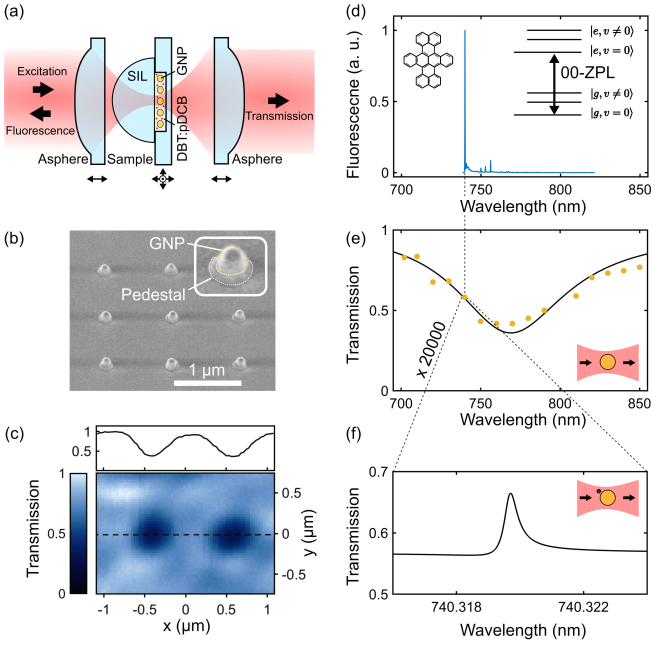 (a)
Excitation
Fluorescence
SIL
GNP
DBT:pDCB
Transmission
Asphere
Sample
Asphere
(b)
GNP
Pedestal
1 μm
(c)
1
0.5
Transmission
1
0.5
0
0.5
0
-0.5
y (μm)
-1
-0.5
0
0.5
1
x (μm)
(d)
Fluoresecne (a. u.)
1
0.5
0
700
750
800
850
Wavelength (nm)
|e, v ≠ 0⟩
|e, v = 0⟩
00-ZPL
|g, v ≠ 0⟩
|g, v = 0⟩
(e)
Transmission
1
0.5
0
700
750
800
850
Wavelength (nm)
x 20000
(f)
Transmission
0.7
0.6
0.5
740.318
740.322
Wavelength (nm)